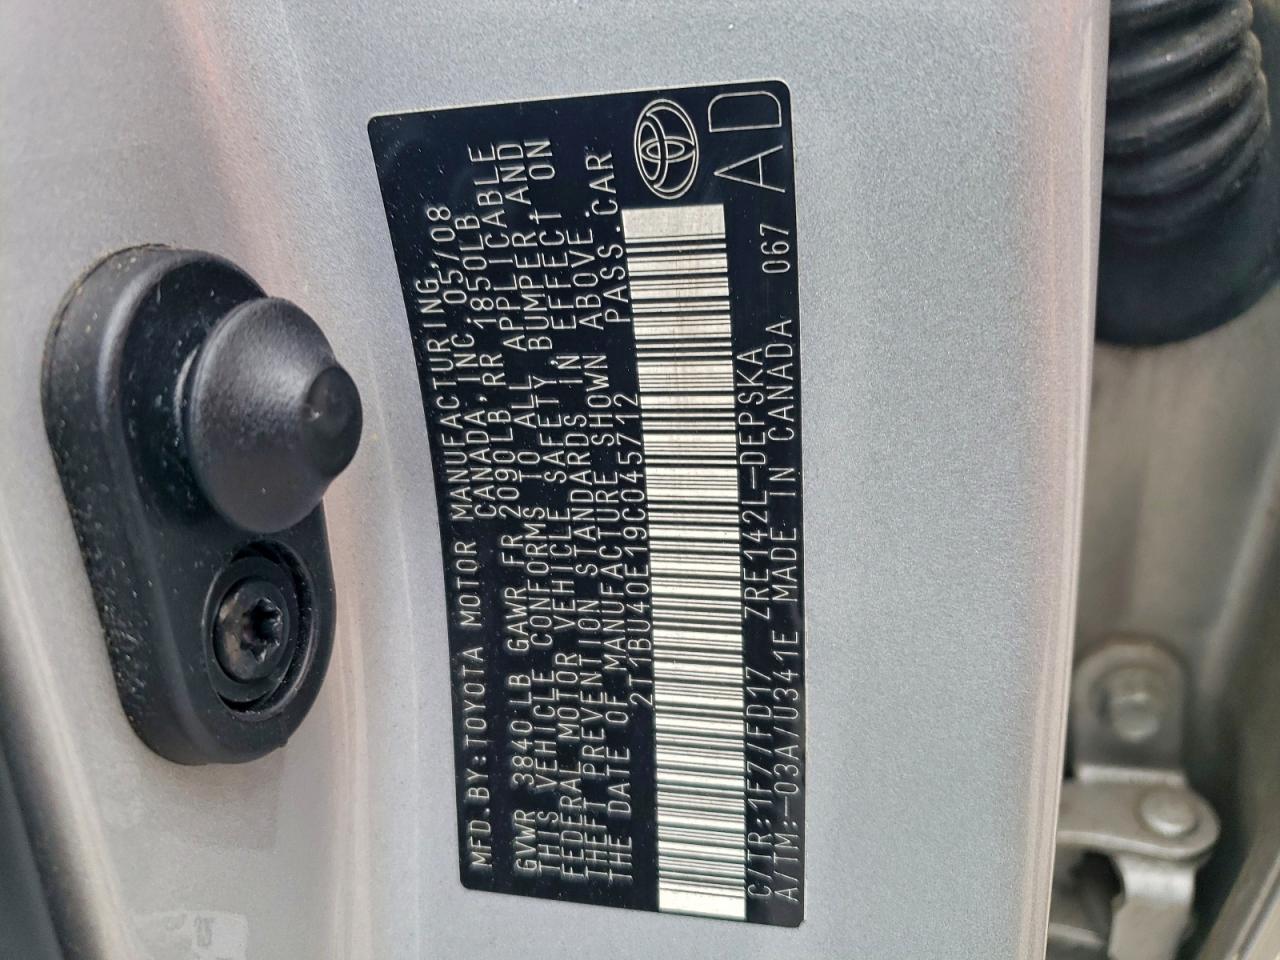 MFD.BY:TOYOTA MOTOR MANUFACTURING,
CANADA,INC. 05/08
GVWR 3840LB GAWR FR 2090LB,RR 1850LB
THIS VEHICLE CONFORMS TO ALL APPLICABLE
FEDERAL MOTOR VEHICLE SAFETY,BUMPER,AND
THEFT PREVENTION STANDARDS IN EFFECT ON
THE DATE OF MANUFACTURE SHOWN ABOVE.
2T1BU40E19C045712 PASS.CAR
C/TR:1FZ/FD17 ZRE142L-DEPSKA
A/TM:-03A/U341E MADE IN CANADA 067
AD